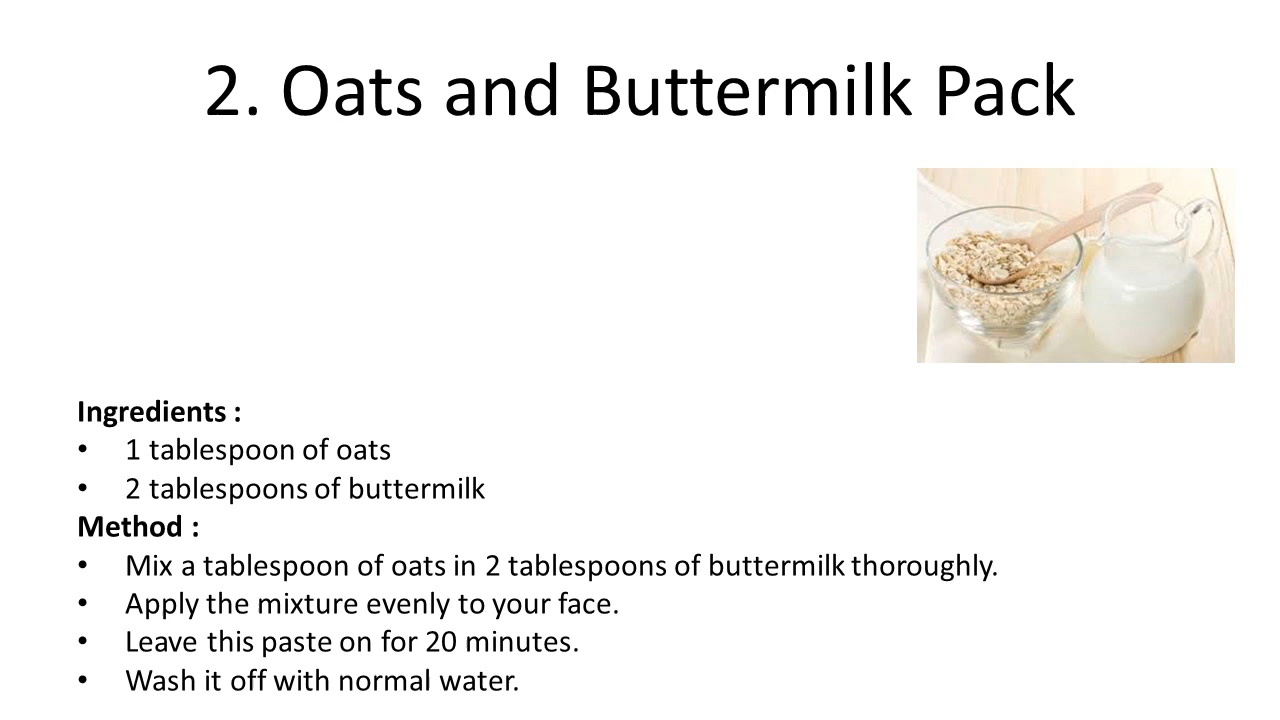 2. Oats and Buttermilk Pack
Ingredients :
• 1 tablespoon of oats
• 2 tablespoons of buttermilk
Method :
• Mix a tablespoon of oats in 2 tablespoons of buttermilk thoroughly.
• Apply the mixture evenly to your face.
• Leave this paste on for 20 minutes.
• Wash it off with normal water.